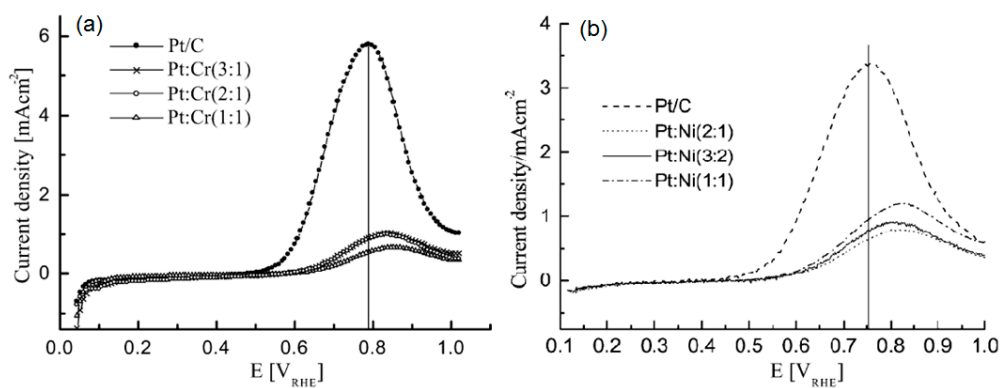 (a)
Pt/C
Pt:Cr(3:1)
Pt:Cr(2:1)
Pt:Cr(1:1)
Current density [mAcm-2]
6
4
2
0
0.0 0.2 0.4 0.6 0.8 1.0
E [VRHE]
(b)
Pt/C
Pt:Ni(2:1)
Pt:Ni(3:2)
Pt:Ni(1:1)
Current density/mAcm-2
4
3
2
1
0
0.1 0.2 0.3 0.4 0.5 0.6 0.7 0.8 0.9 1.0
E [VRHE]